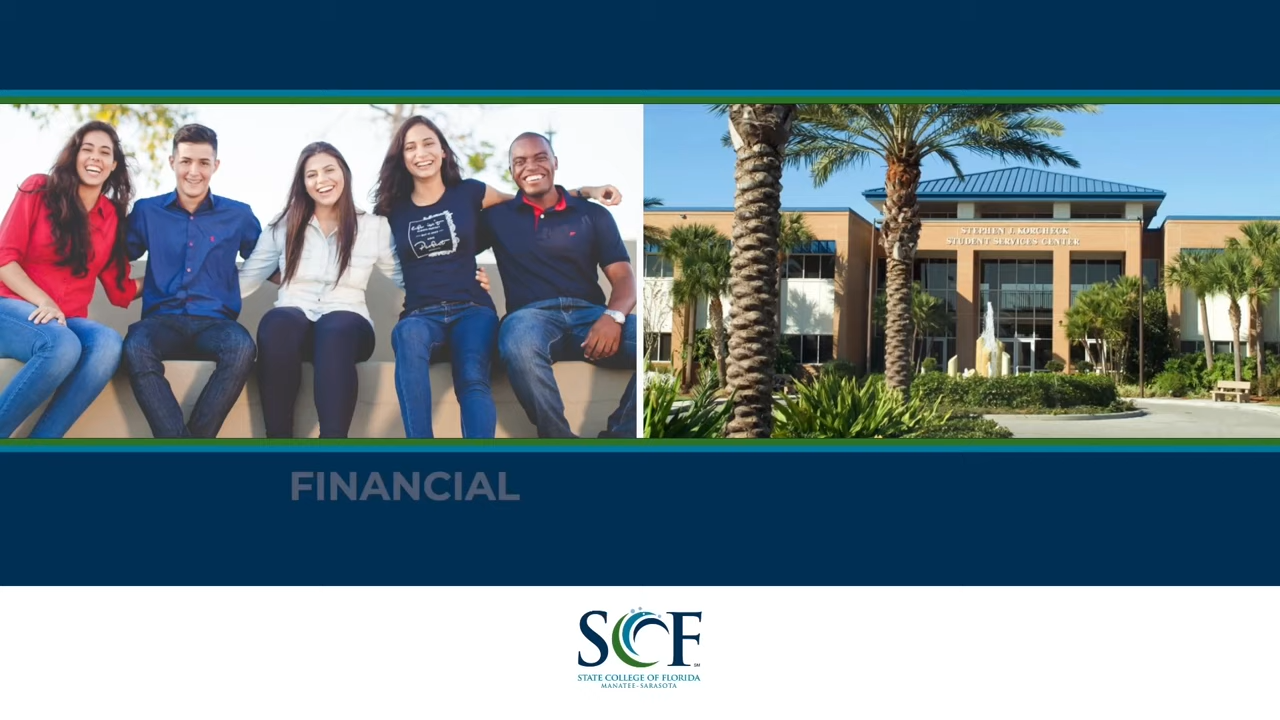 STEPHEN J. KORCHECK
STUDENT SERVICES CENTER
FINANCIAL
SCF
STATE COLLEGE OF FLORIDA
MANATEE-SARASOTA